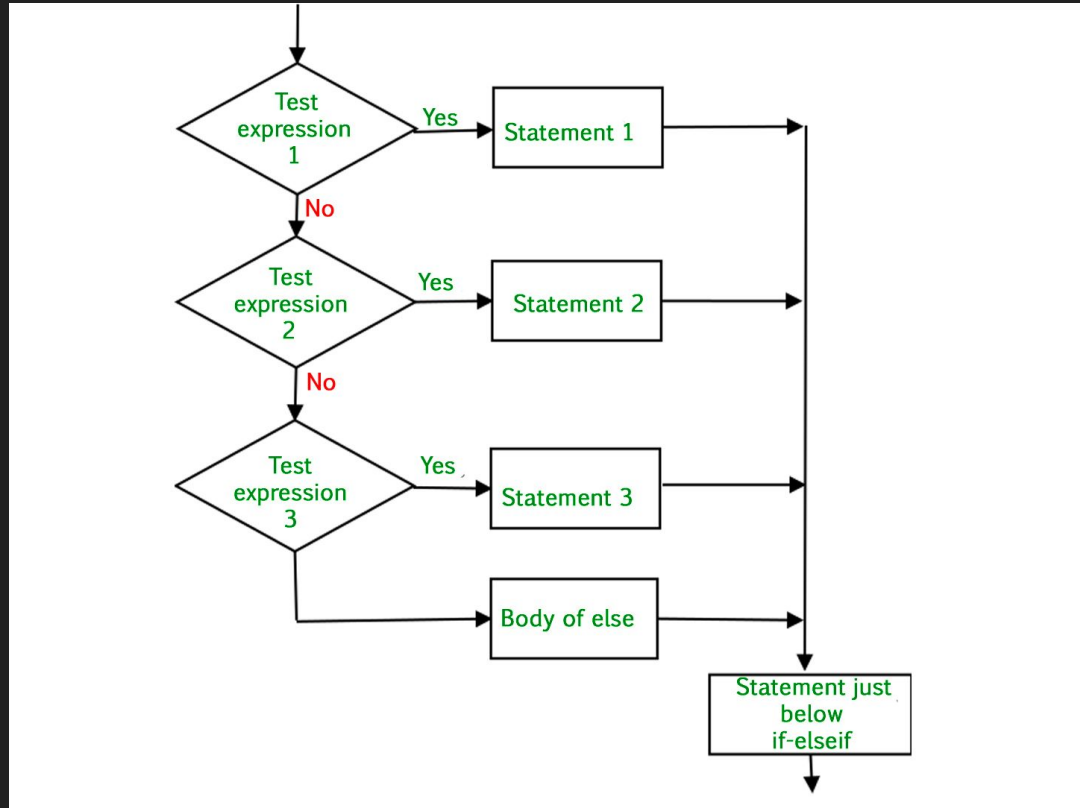 Test
expression
1
Yes
Statement 1
No
Test
expression
2
Yes
Statement 2
No
Test
expression
3
Yes
Statement 3
Body of else
Statement just
below
if-elseif